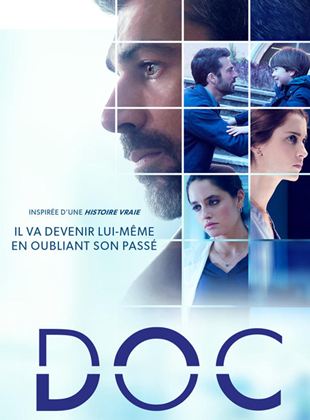 INSPIRÉE D'UNE HISTOIRE VRAIE
IL VA DEVENIR LUI-MÊME
EN OUBLIANT SON PASSÉ
DOC